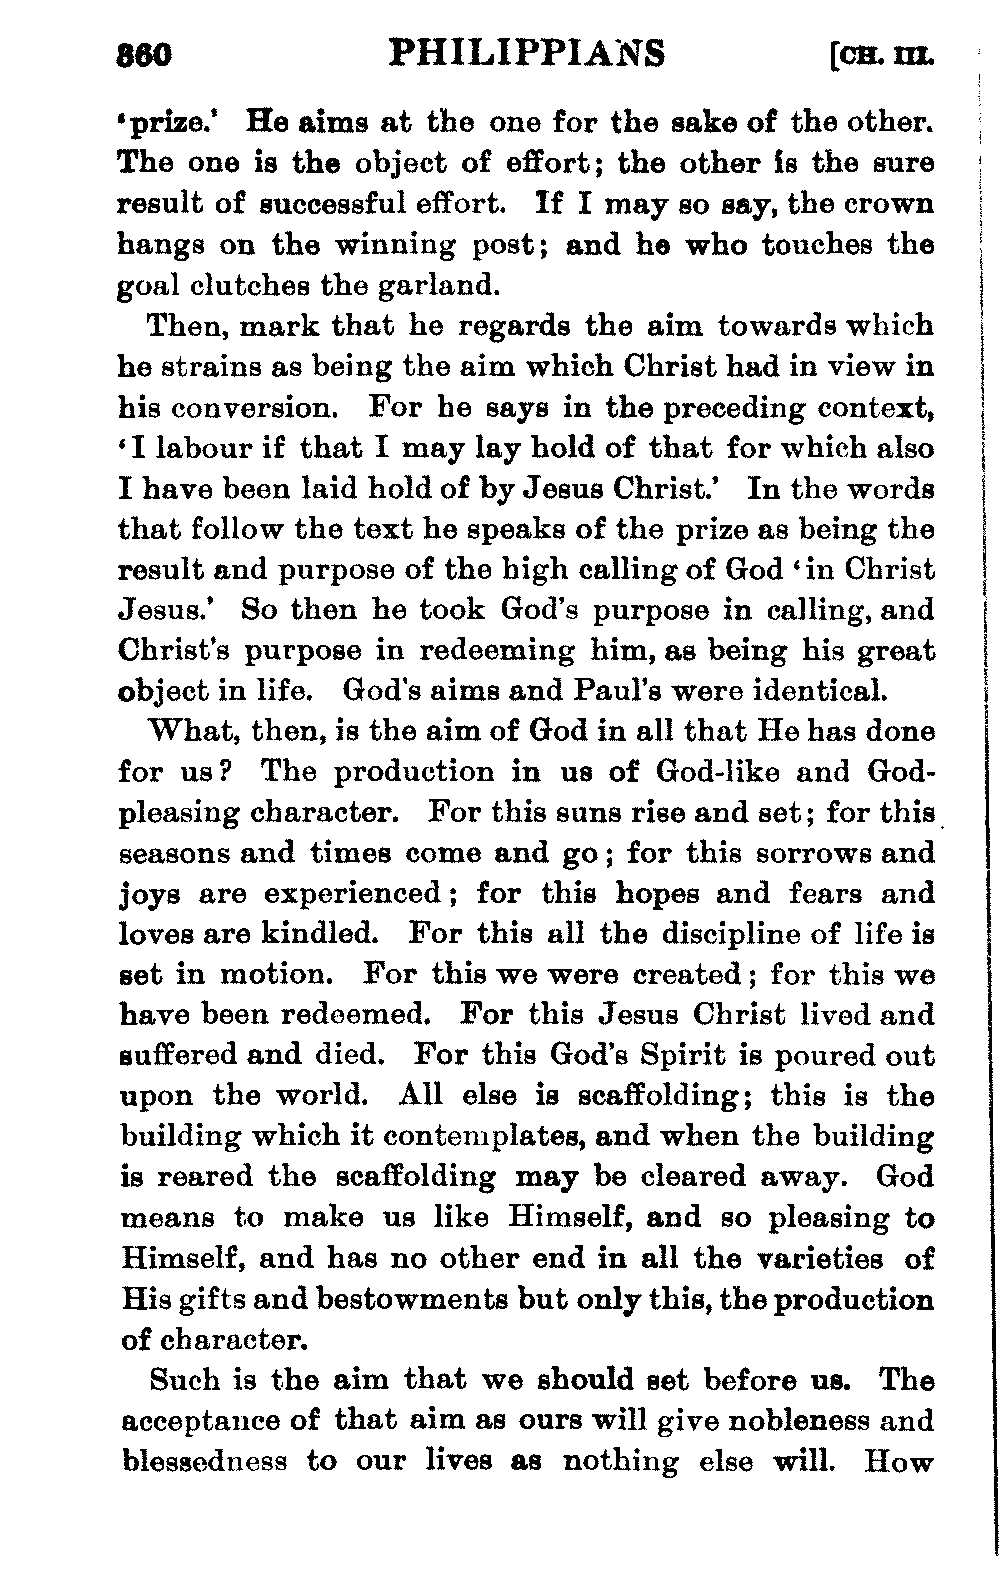 360 PHILIPPIANS [CH. III.
‘prize.’ He aims at the one for the sake of the other.
The one is the object of effort; the other is the sure
result of successful effort. If I may so say, the crown
hangs on the winning post; and he who touches the
goal clutches the garland.
Then, mark that he regards the aim towards which
he strains as being the aim which Christ had in view in
his conversion. For he says in the preceding context,
‘I labour if that I may lay hold of that for which also
I have been laid hold of by Jesus Christ.’ In the words
that follow the text he speaks of the prize as being the
result and purpose of the high calling of God ‘in Christ
Jesus.’ So then he took God's purpose in calling, and
Christ's purpose in redeeming him, as being his great
object in life. God's aims and Paul's were identical.
What, then, is the aim of God in all that He has done
for us? The production in us of God-like and God-
pleasing character. For this suns rise and set; for this
seasons and times come and go; for this sorrows and
joys are experienced; for this hopes and fears and
loves are kindled. For this all the discipline of life is
set in motion. For this we were created; for this we
have been redeemed. For this Jesus Christ lived and
suffered and died. For this God's Spirit is poured out
upon the world. All else is scaffolding; this is the
building which it contemplates, and when the building
is reared the scaffolding may be cleared away. God
means to make us like Himself, and so pleasing to
Himself, and has no other end in all the varieties of
His gifts and bestowments but only this, the production
of character.
Such is the aim that we should set before us. The
acceptance of that aim as ours will give nobleness and
blessedness to our lives as nothing else will. How